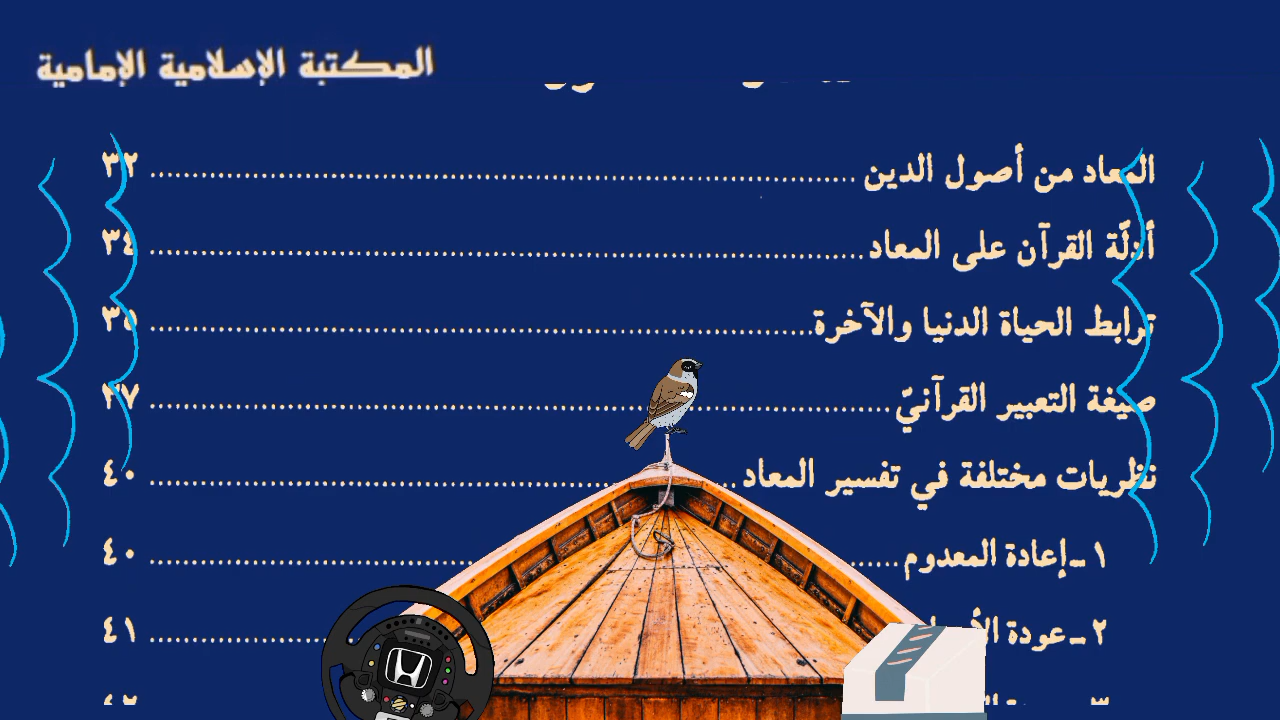 المكتبة الإسلامية الإمامية
المعاد من أصول الدين ٣٢
أدلّة القرآن على المعاد ٣٤
ترابط الحياة الدنيا والآخرة ٣٥
صيغة التعبير القرآنيّ ٣٧
نظريات مختلفة في تفسير المعاد ٤٠
١ ـ إعادة المعدوم ٤٠
٢ ـ عودة ٤١